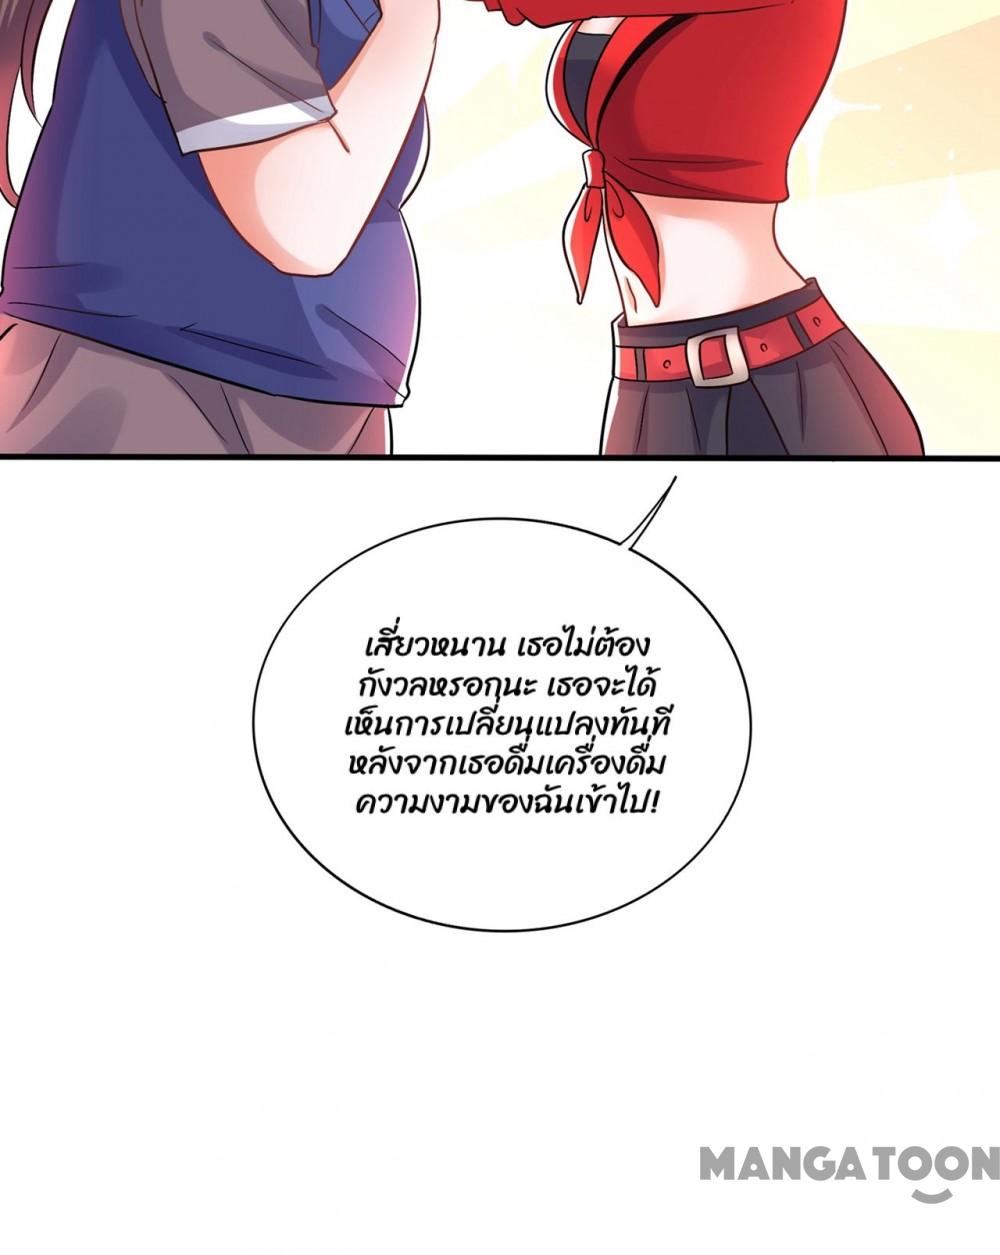 เสี่ยวหนาน เธอไม่ต้อง
กังวลหรอกนะ เธอจะได้
เห็นการเปลี่ยนแปลงทันที
หลังจากเธอดื่มเครื่องดื่ม
ความงามของฉันเข้าไป!
MANGATOON